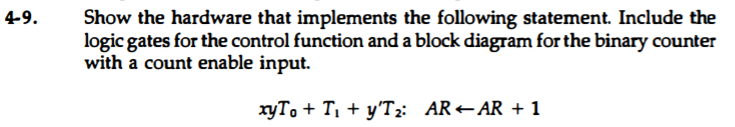 4-9. Show the hardware that implements the following statement. Include the
logic gates for the control function and a block diagram for the binary counter
with a count enable input.
xyT₀ + T₁ + y'T₂: AR ← AR + 1